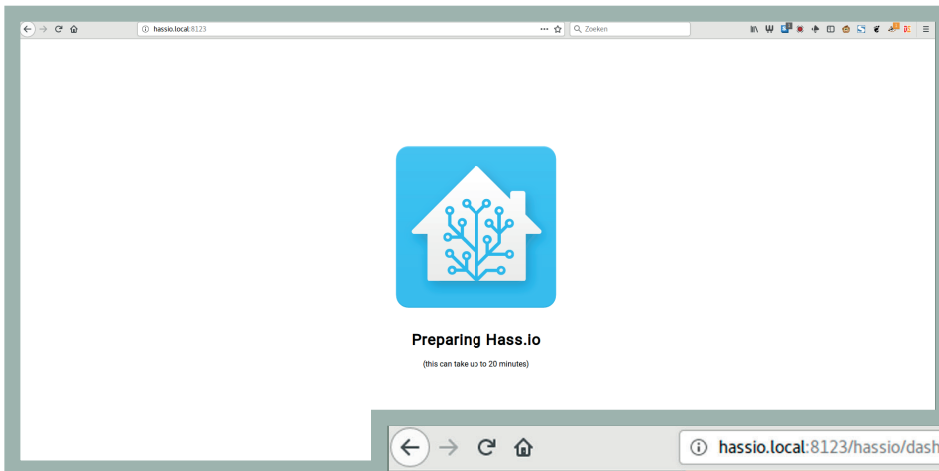 hassio.local:8123
Zoeken
Preparing Hass.io
(this can take up to 20 minutes)
hassio.local:8123/hassio/dash